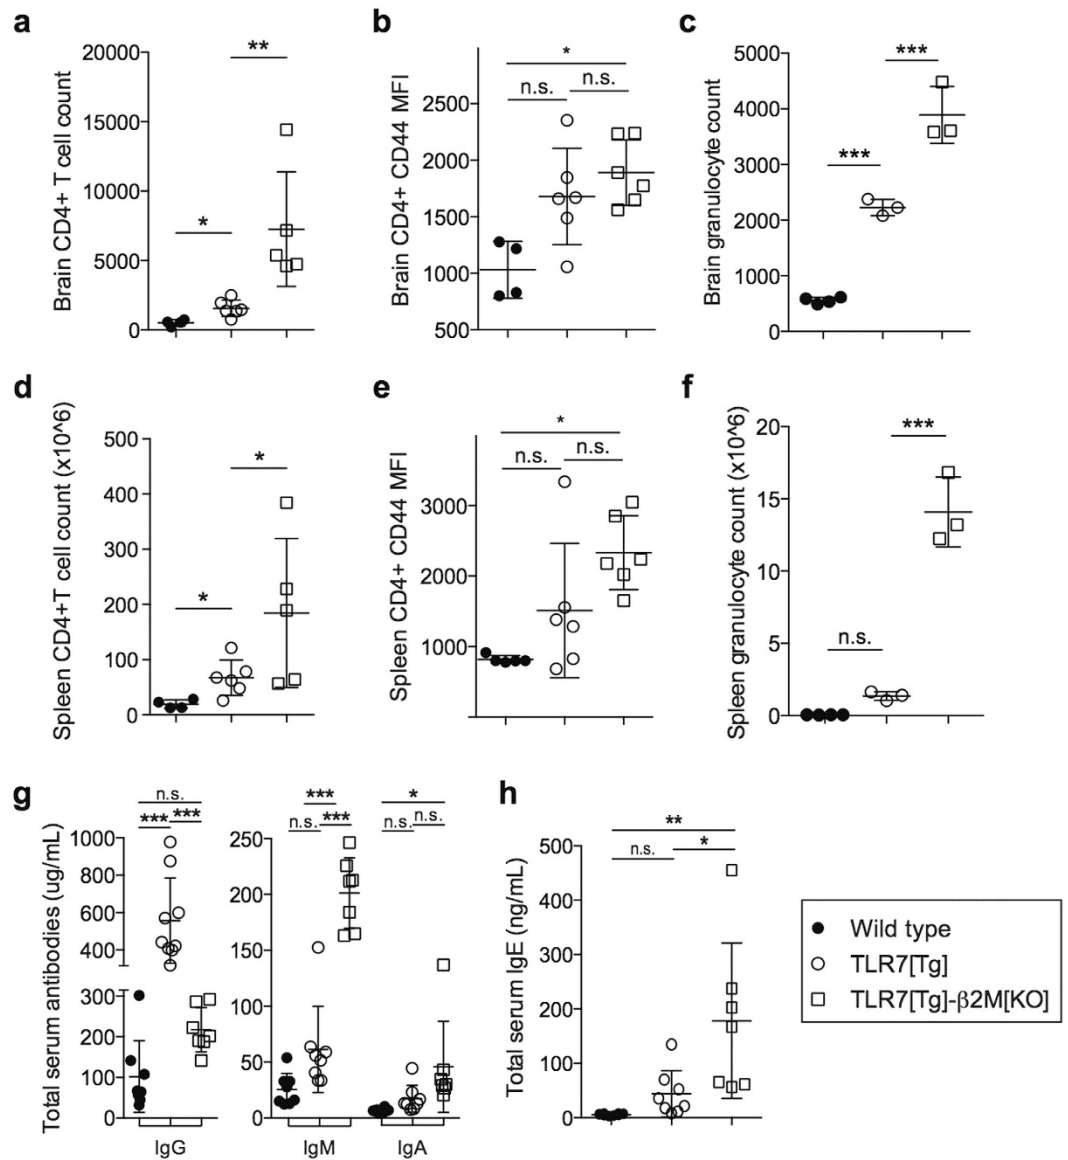 a
Brain CD4+ T cell count
20000
15000
10000
5000
0
*
**
b
Brain CD4+ CD44 MFI
2500
2000
1500
1000
500
*
n.s.
n.s.
c
Brain granulocyte count
5000
4000
3000
2000
1000
0
***
***
d
Spleen CD4+T cell count (x10^6)
500
400
300
200
100
0
*
*
e
Spleen CD4+ CD44 MFI
3000
2000
1000
*
n.s.
n.s.
f
Spleen granulocyte count (x10^6)
20
15
10
5
0
n.s.
***
g
Total serum antibodies (ug/mL)
1000
800
600
400
300
200
100
0
n.s.
***
***
IgG
250
200
150
100
50
0
***
n.s.
***
IgM
*
n.s.
n.s.
IgA
h
Total serum IgE (ng/mL)
500
400
300
200
100
0
**
n.s.
*
Wild type
TLR7[Tg]
TLR7[Tg]-β2M[KO]